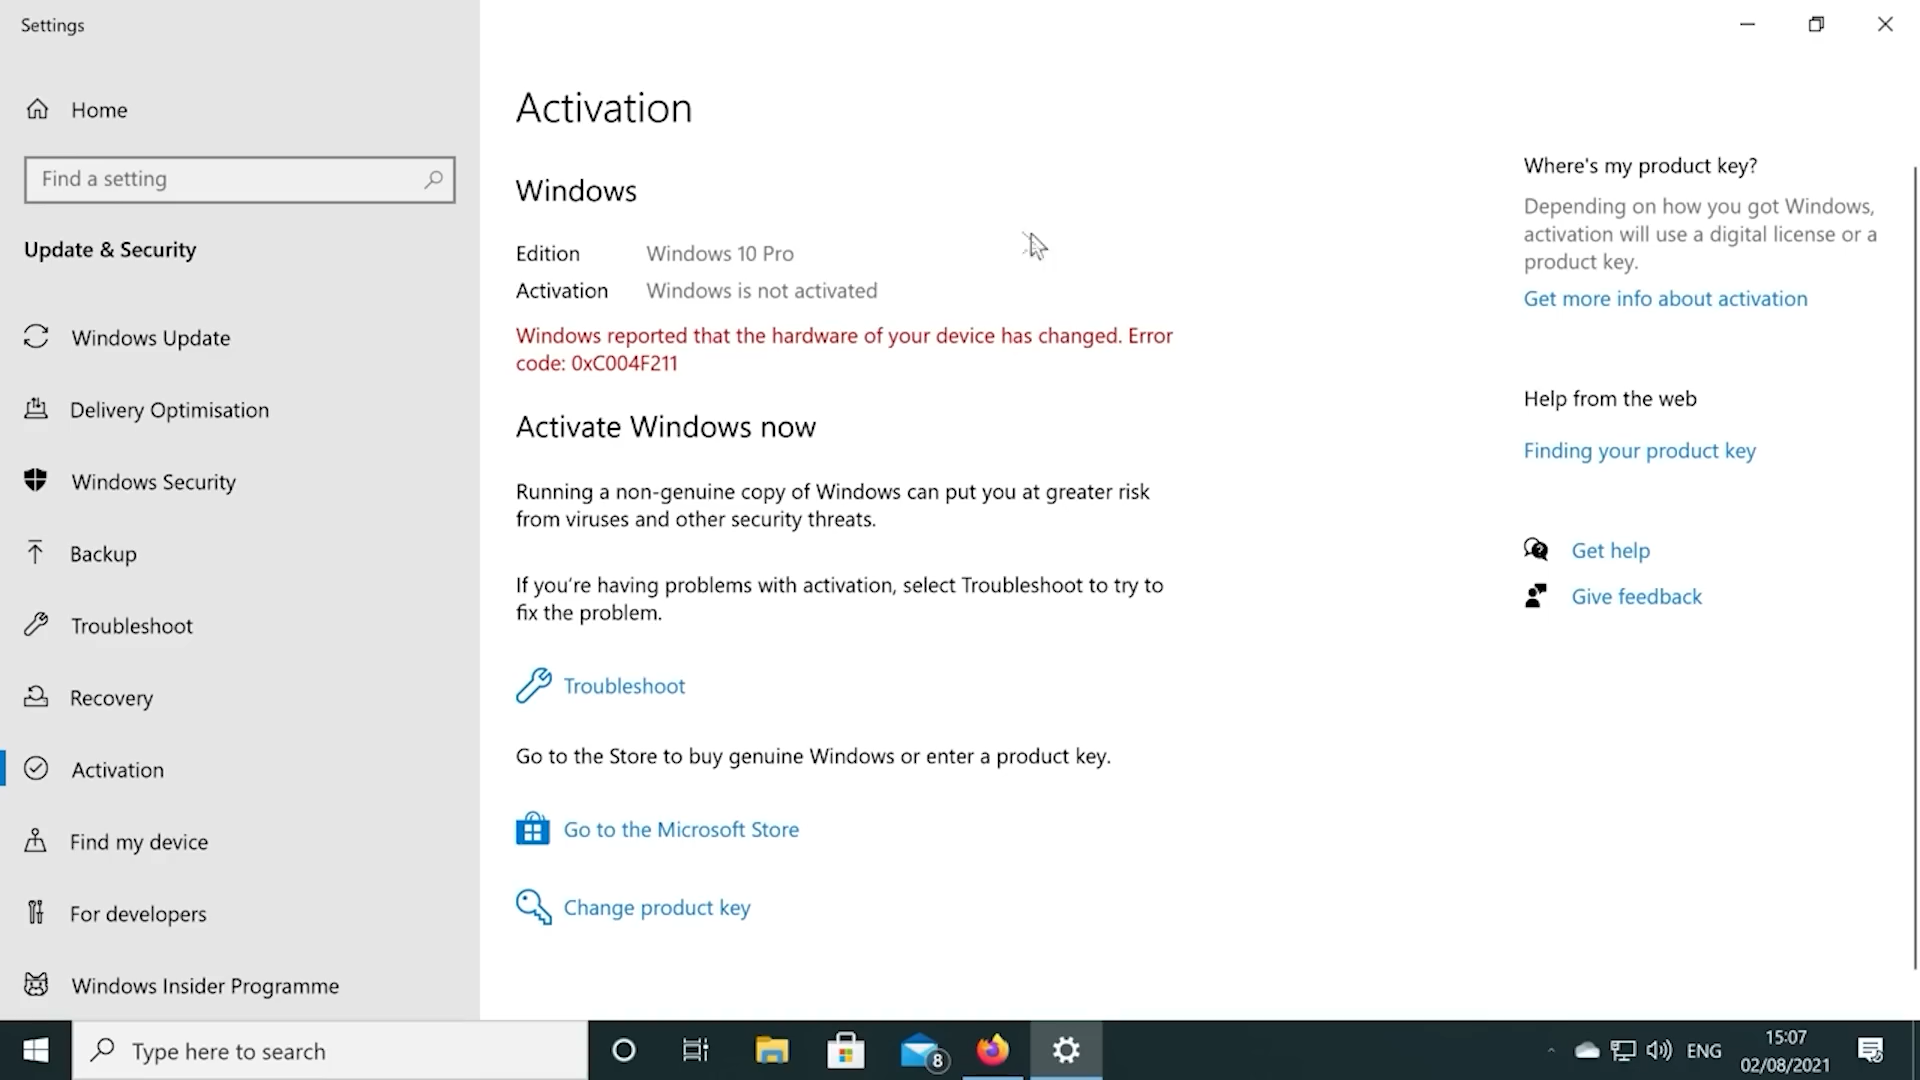 Settings
Home
Find a setting
Update & Security
Windows Update
Delivery Optimisation
Windows Security
Backup
Troubleshoot
Recovery
Activation
Find my device
For developers
Windows Insider Programme
Activation
Windows
Edition Windows 10 Pro
Activation Windows is not activated
Windows reported that the hardware of your device has changed. Error
code: 0xC004F211
Activate Windows now
Running a non-genuine copy of Windows can put you at greater risk
from viruses and other security threats.
If you're having problems with activation, select Troubleshoot to try to
fix the problem.
Troubleshoot
Go to the Store to buy genuine Windows or enter a product key.
Go to the Microsoft Store
Change product key
Where's my product key?
Depending on how you got Windows,
activation will use a digital license or a
product key.
Get more info about activation
Help from the web
Finding your product key
Get help
Give feedback
Type here to search
8
ENG
15:07
02/08/2021